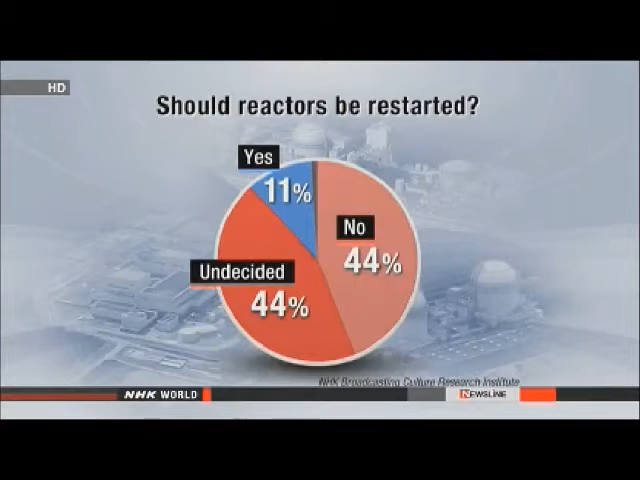 HD
Should reactors be restarted?
Yes
11%
No
44%
Undecided
44%
NHK Broadcasting Culture Research Institute
NHK WORLD
NEWSLINE